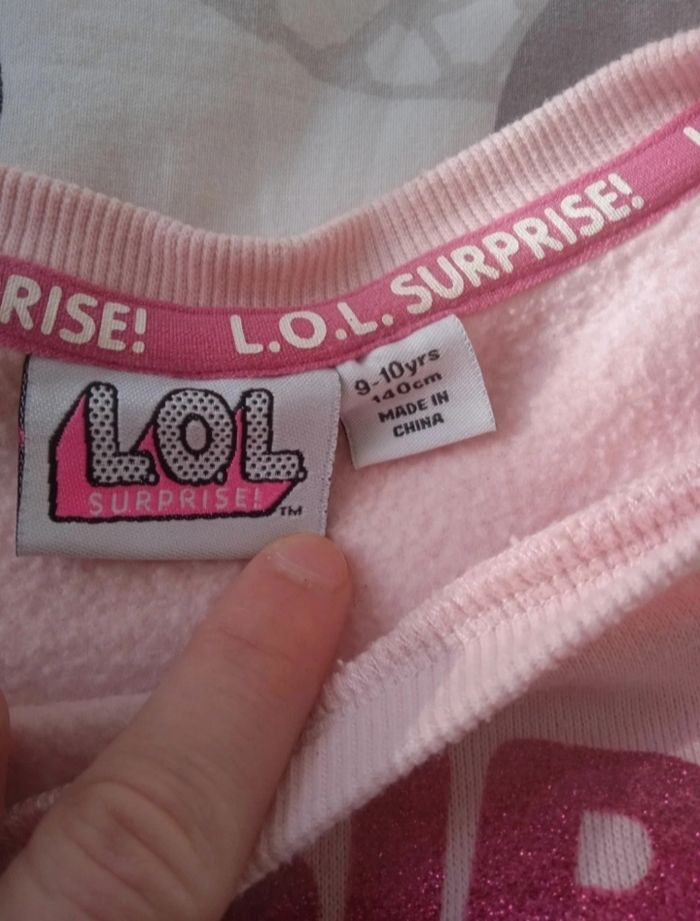 RISE! L.O.L. SURPRISE!
L.O.L.
SURPRISE!
TM
9-10yrs
140cm
MADE IN
CHINA